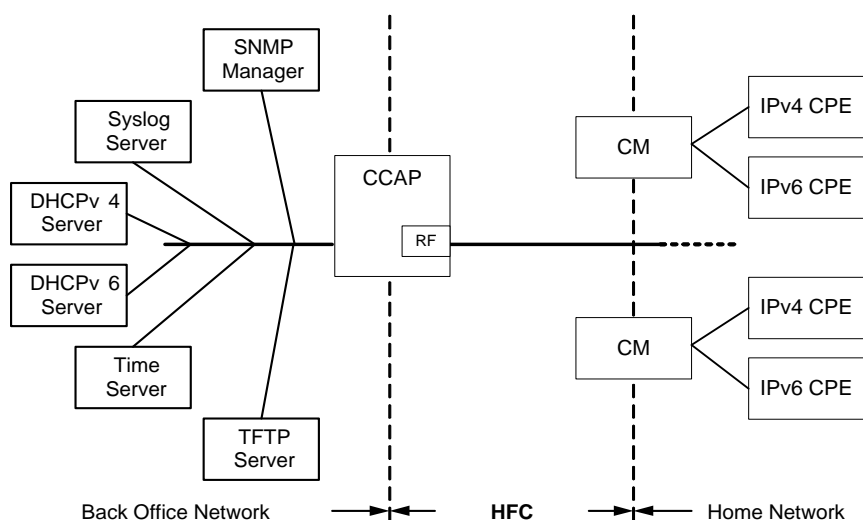 SNMP
Manager
Syslog
Server
DHCPv 4
Server
DHCPv 6
Server
Time
Server
TFTP
Server
CCAP
RF
CM
IPv4 CPE
IPv6 CPE
CM
IPv4 CPE
IPv6 CPE
Back Office Network
HFC
Home Network